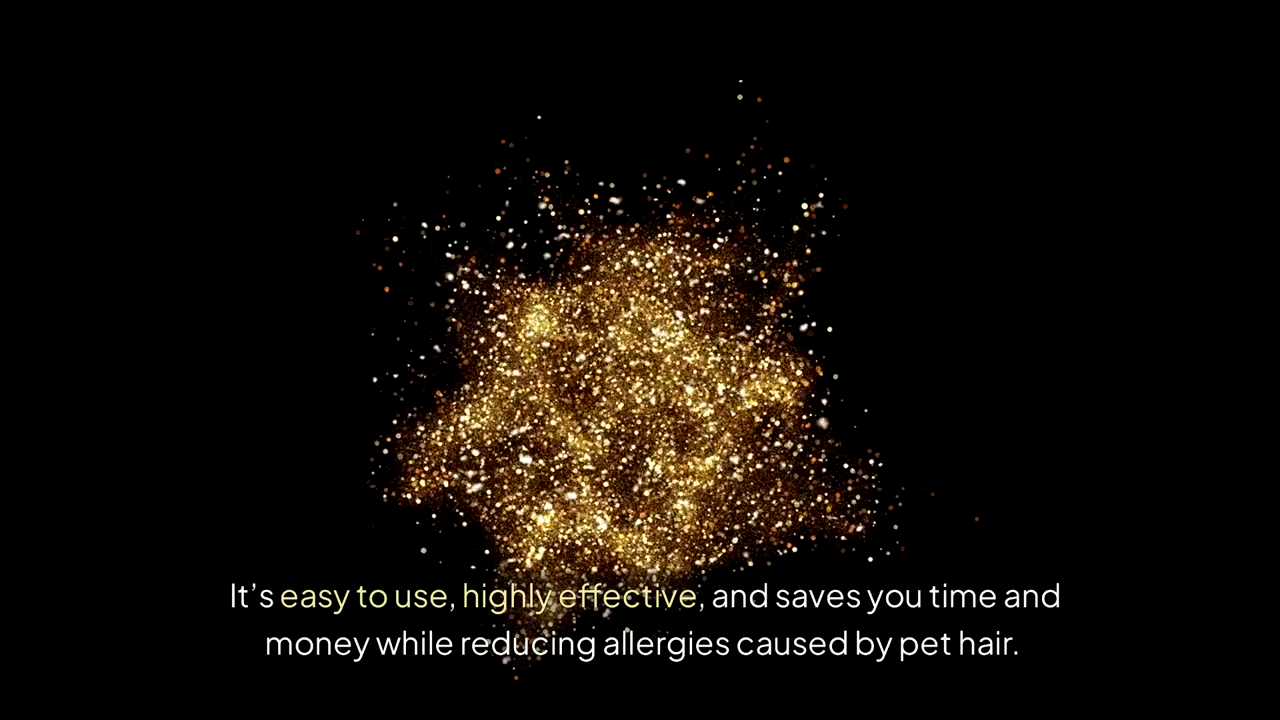 It’s easy to use, highly effective, and saves you time and
money while reducing allergies caused by pet hair.